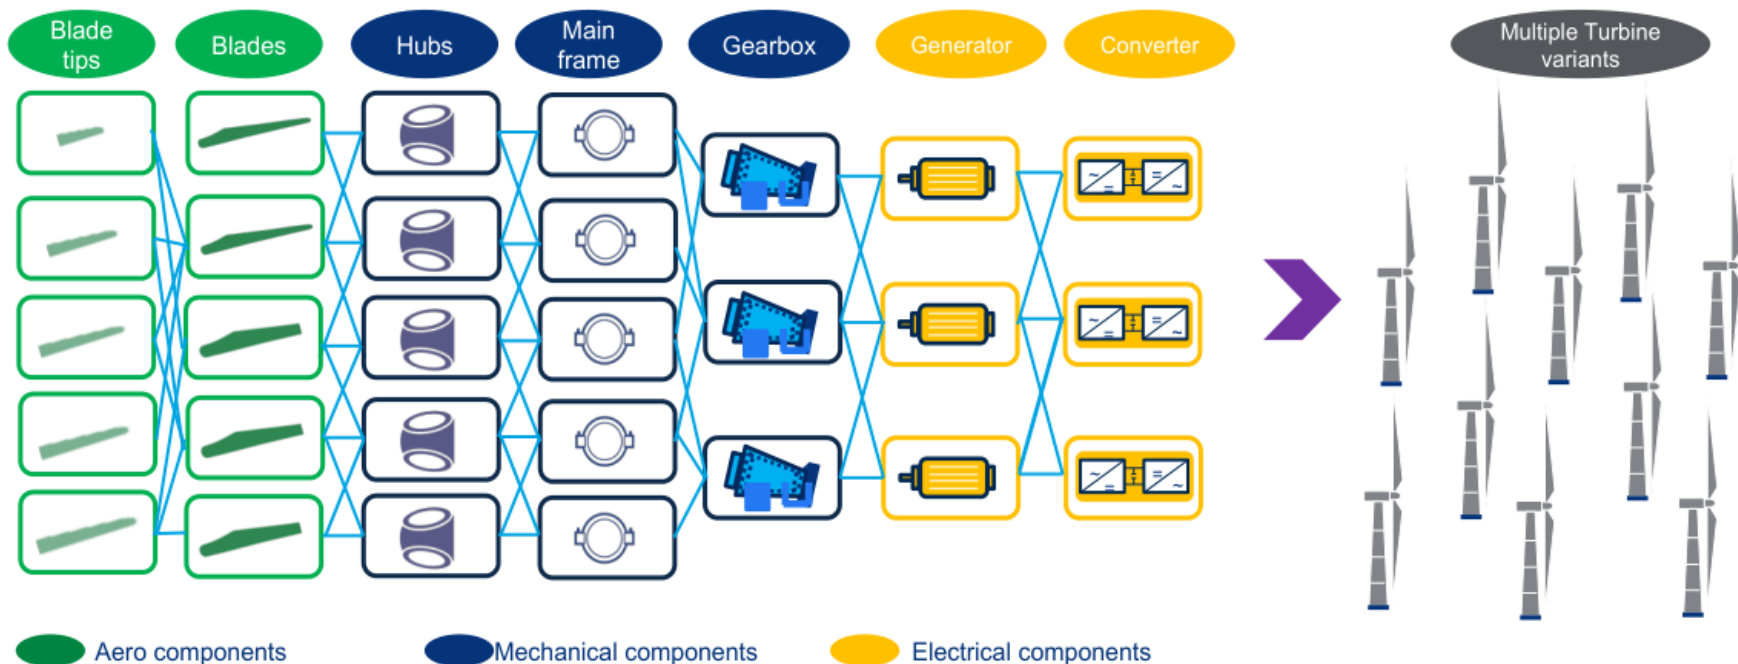 Blade
tips
Blades
Hubs
Main
frame
Gearbox
Generator
Converter
Multiple Turbine
variants
Aero components
Mechanical components
Electrical components